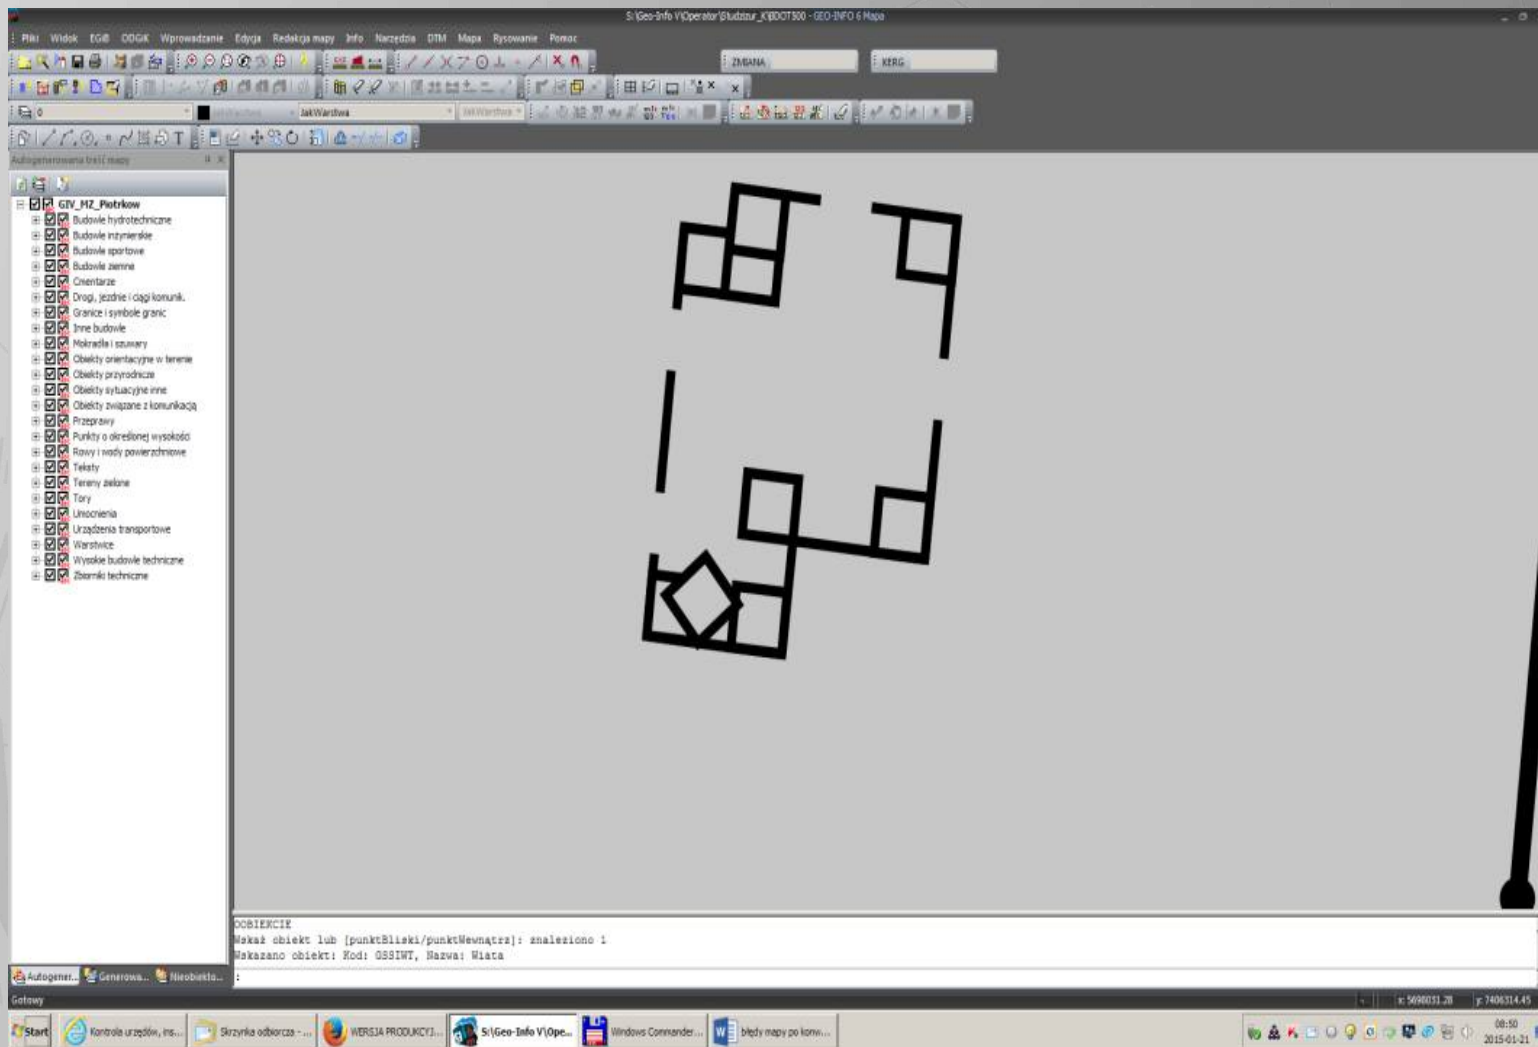 S:\Geo-Info V\Operator\Studzizur_K\BDOT500 - GEO-INFO 6 Mapa
Pliki Widok EGiB ODGiK Wprowadzanie Edycja Redakcja mapy Info Narzędzia DTM Mapa Rysowanie Pomoc
ZMIANA KERG
0 JakWarstwa JakWarstwa
Autogenerowana treść mapy
GIV_MZ_Piotrkow
Budowle hydrotechniczne
Budowle inżynierskie
Budowle sportowe
Budowle ziemne
Cmentarze
Drogi, jezdnie i ciągi komunik.
Granice i symbole granic
Inne budowle
Mokradła i szuwary
Obiekty orientacyjne w terenie
Obiekty przyrodnicze
Obiekty sytuacyjne inne
Obiekty związane z komunikacją
Przeprawy
Punkty o określonej wysokości
Rowy i wody powierzchniowe
Teksty
Tereny zielone
Tory
Umocnienia
Urządzenia transportowe
Warstwice
Wysokie budowle techniczne
Zbiorniki techniczne
OOBIEKCIE
Wskaż obiekt lub [punktBliski/punktWewnątrz]: znaleziono 1
Wskazano obiekt: Kod: GSSIWT, Nazwa: Wiata
:
Autogener... Generowa... Nieobiekto...
Gotowy x: 5698031.28 y: 7406314.45
Start Kontrola urzędów, ins... Skrzynka odbiorcza - ... WERSJA PRODUKCYJ... S:\Geo-Info V\Ope... Windows Commander... błędy mapy po konw... 08:50
2015-01-21